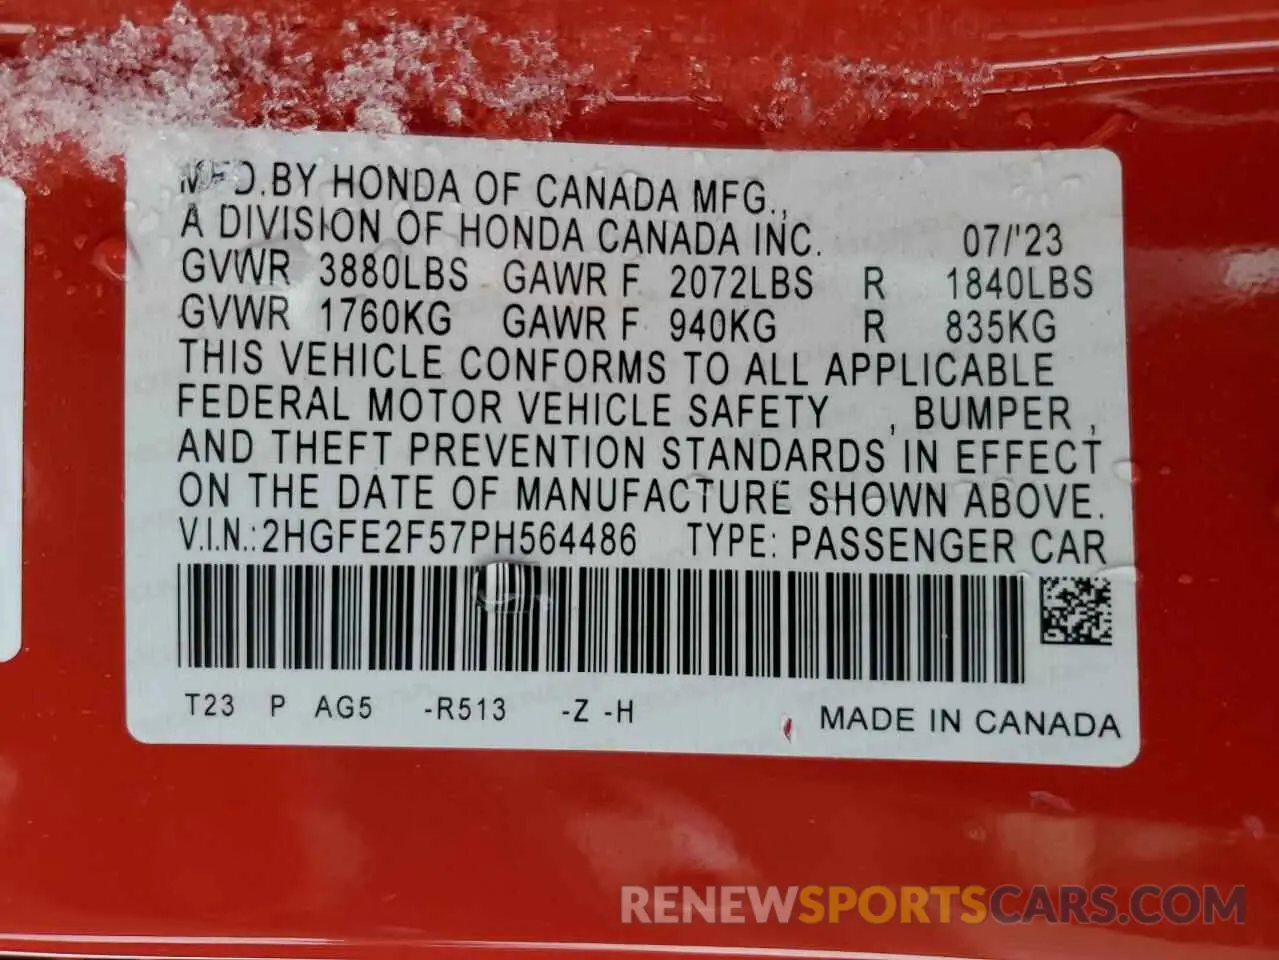 MFD.BY HONDA OF CANADA MFG.,
A DIVISION OF HONDA CANADA INC. 07/'23
GVWR 3880LBS GAWR F 2072LBS R 1840LBS
GVWR 1760KG GAWR F 940KG R 835KG
THIS VEHICLE CONFORMS TO ALL APPLICABLE
FEDERAL MOTOR VEHICLE SAFETY , BUMPER ,
AND THEFT PREVENTION STANDARDS IN EFFECT
ON THE DATE OF MANUFACTURE SHOWN ABOVE.
V.I.N.:2HGFE2F57PH564486 TYPE: PASSENGER CAR
T23 P AG5 -R513 -Z -H MADE IN CANADA
RENEWSPORTSCARS.COM